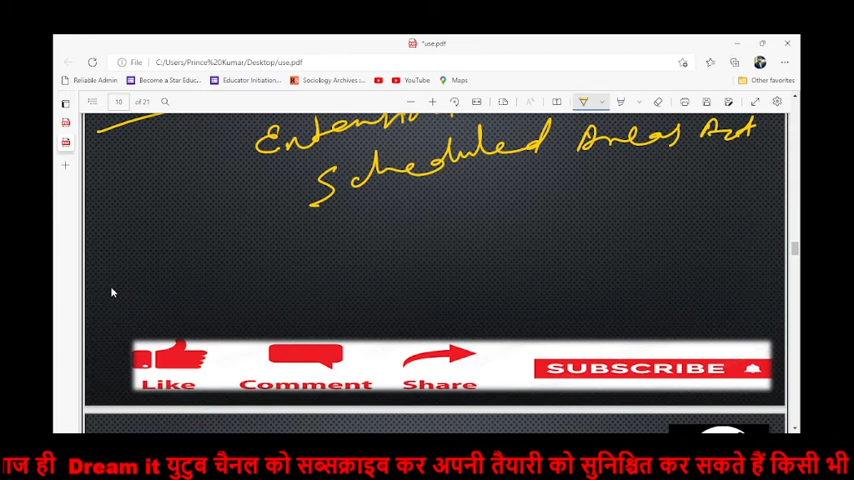 *use.pdf
File C:/Users/Prince%20Kumar/Desktop/use.pdf
Reliable Admin Become a Star Educ... Educator Initiation... Sociology Archives i... YouTube Maps Other favorites
10 of 21
Scheduled Areas Act
Like Comment Share SUBSCRIBE
ही Dream it युटुब चैनल को सब्सक्राइब कर अपनी तैयारी को सुनिश्चित कर सकते हैं किसी भी